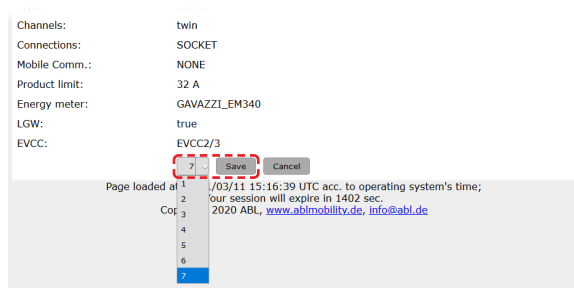 Channels: twin
Connections: SOCKET
Mobile Comm.: NONE
Product limit: 32 A
Energy meter: GAVAZZI_EM340
LGW: true
EVCC: EVCC2/3
7 Save Cancel
Page loaded at 1/03/11 15:16:39 UTC acc. to operating system's time;
our session will expire in 1402 sec.
Cop 2020 ABL, www.ablmobility.de, info@abl.de
1
2
3
4
5
6
7